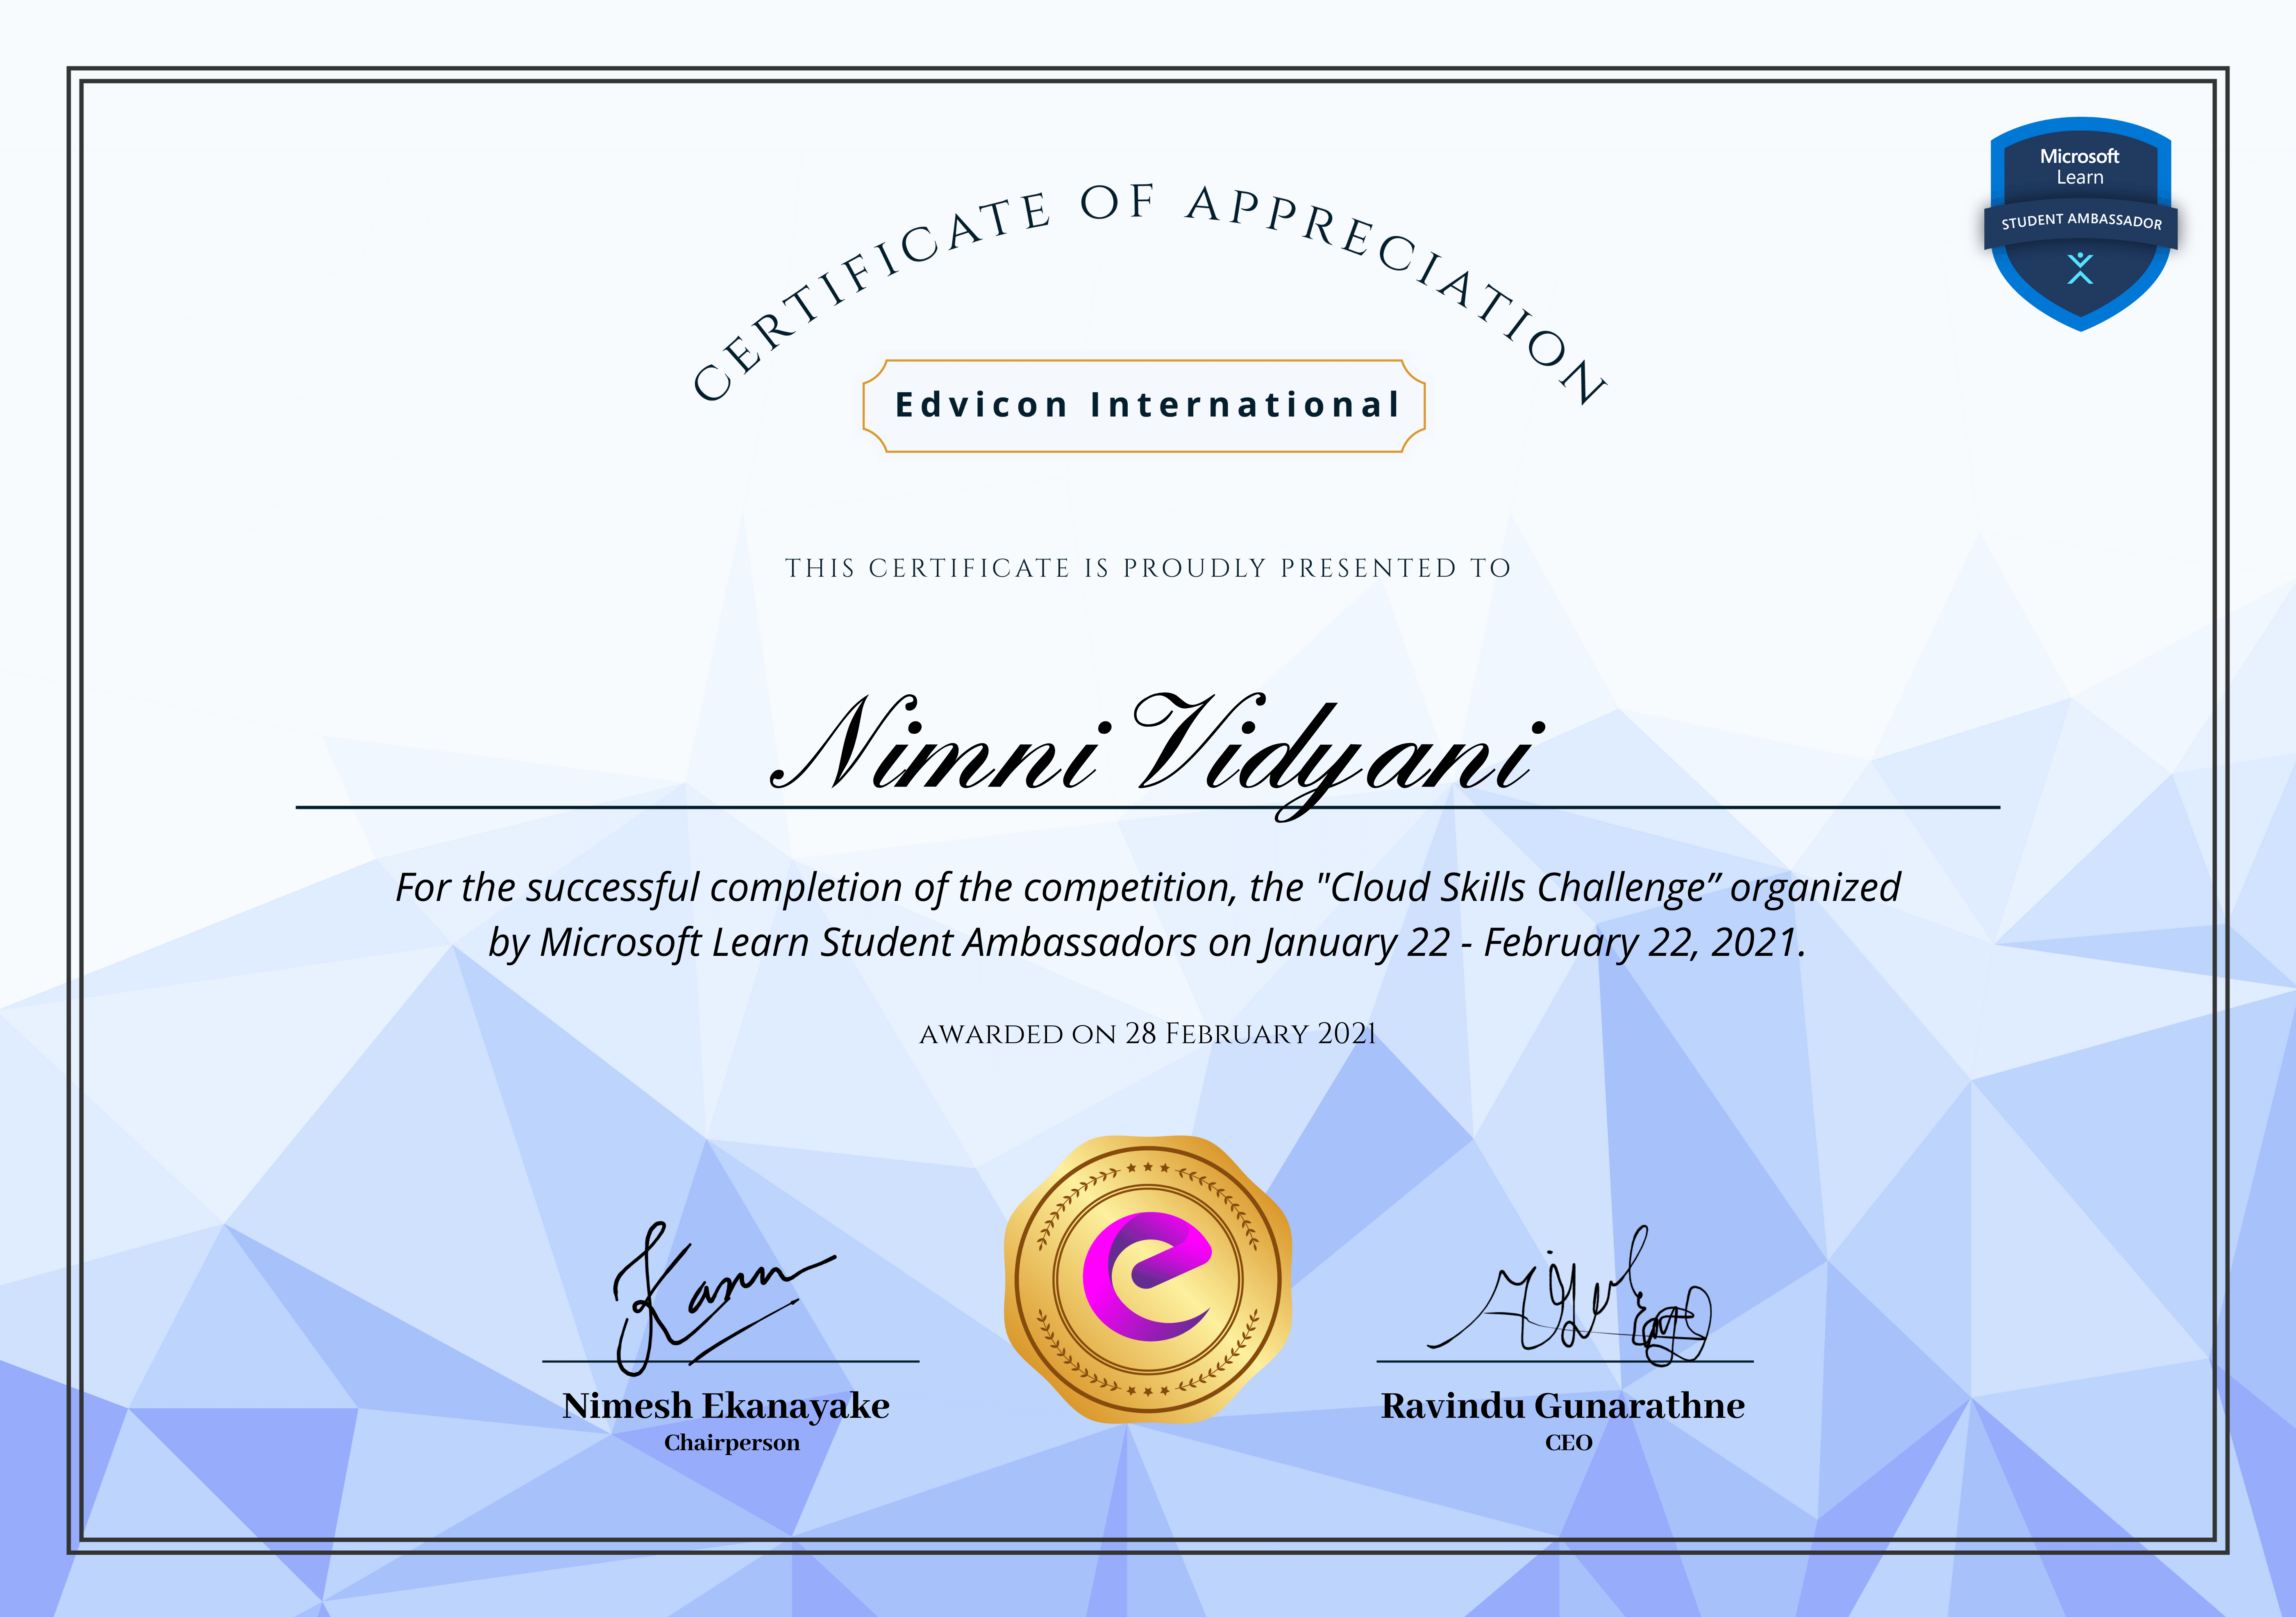 Microsoft
Learn
STUDENT AMBASSADOR
CERTIFICATE OF APPRECIATION
Edvicon International
THIS CERTIFICATE IS PROUDLY PRESENTED TO
Nimni Vidyani
For the successful completion of the competition, the "Cloud Skills Challenge” organized
by Microsoft Learn Student Ambassadors on January 22 - February 22, 2021.
AWARDED ON 28 FEBRUARY 2021
Nimesh Ekanayake
Chairperson
Ravindu Gunarathne
CEO